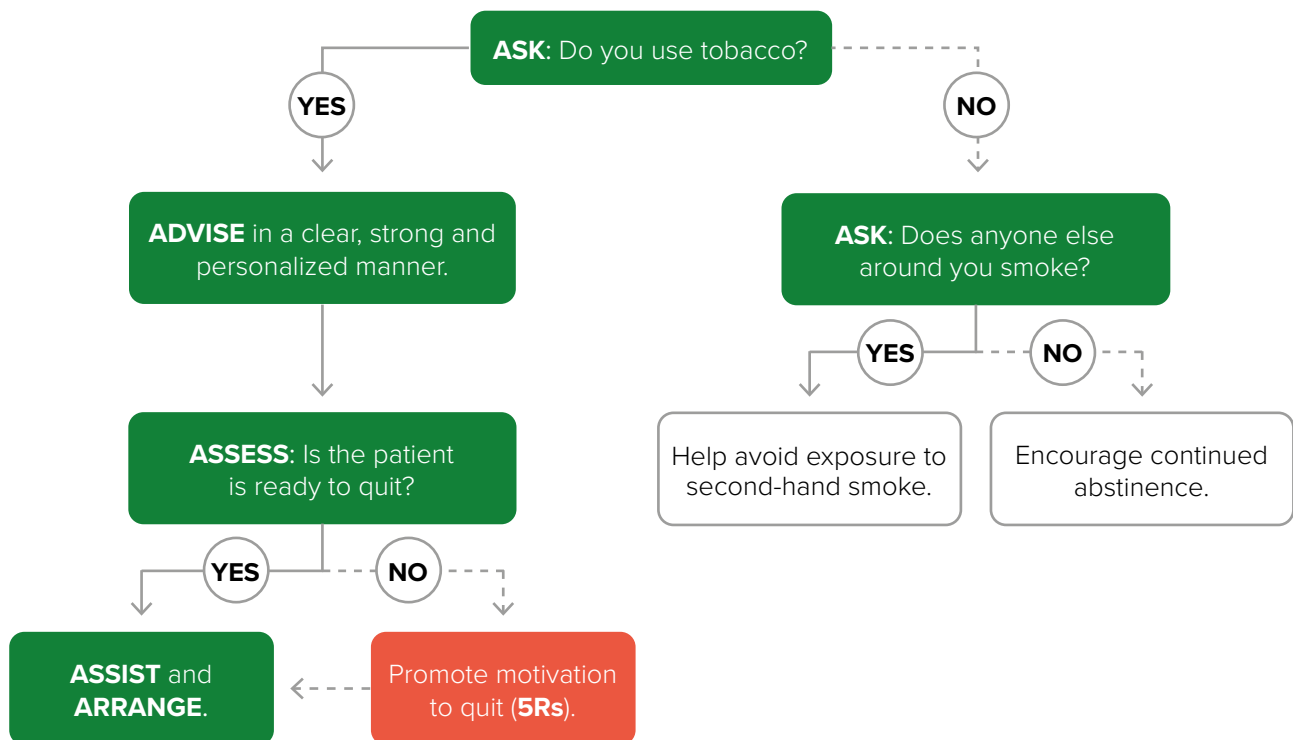 ASK: Do you use tobacco?
YES
NO
ADVISE in a clear, strong and
personalized manner.
ASK: Does anyone else
around you smoke?
YES
NO
ASSESS: Is the patient
is ready to quit?
Help avoid exposure to
second-hand smoke.
Encourage continued
abstinence.
YES
NO
ASSIST and
ARRANGE.
Promote motivation
to quit (5Rs).